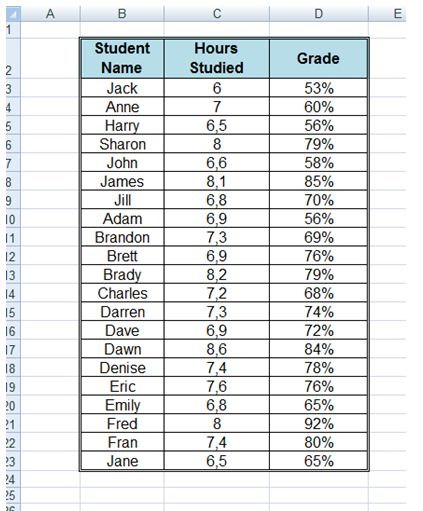 A B C D E
1
2 Student Name Hours Studied Grade
3 Jack 6 53%
4 Anne 7 60%
5 Harry 6,5 56%
6 Sharon 8 79%
7 John 6,6 58%
8 James 8,1 85%
9 Jill 6,8 70%
10 Adam 6,9 56%
11 Brandon 7,3 69%
12 Brett 6,9 76%
13 Brady 8,2 79%
14 Charles 7,2 68%
15 Darren 7,3 74%
16 Dave 6,9 72%
17 Dawn 8,6 84%
18 Denise 7,4 78%
19 Eric 7,6 76%
20 Emily 6,8 65%
21 Fred 8 92%
22 Fran 7,4 80%
23 Jane 6,5 65%
24
25
26